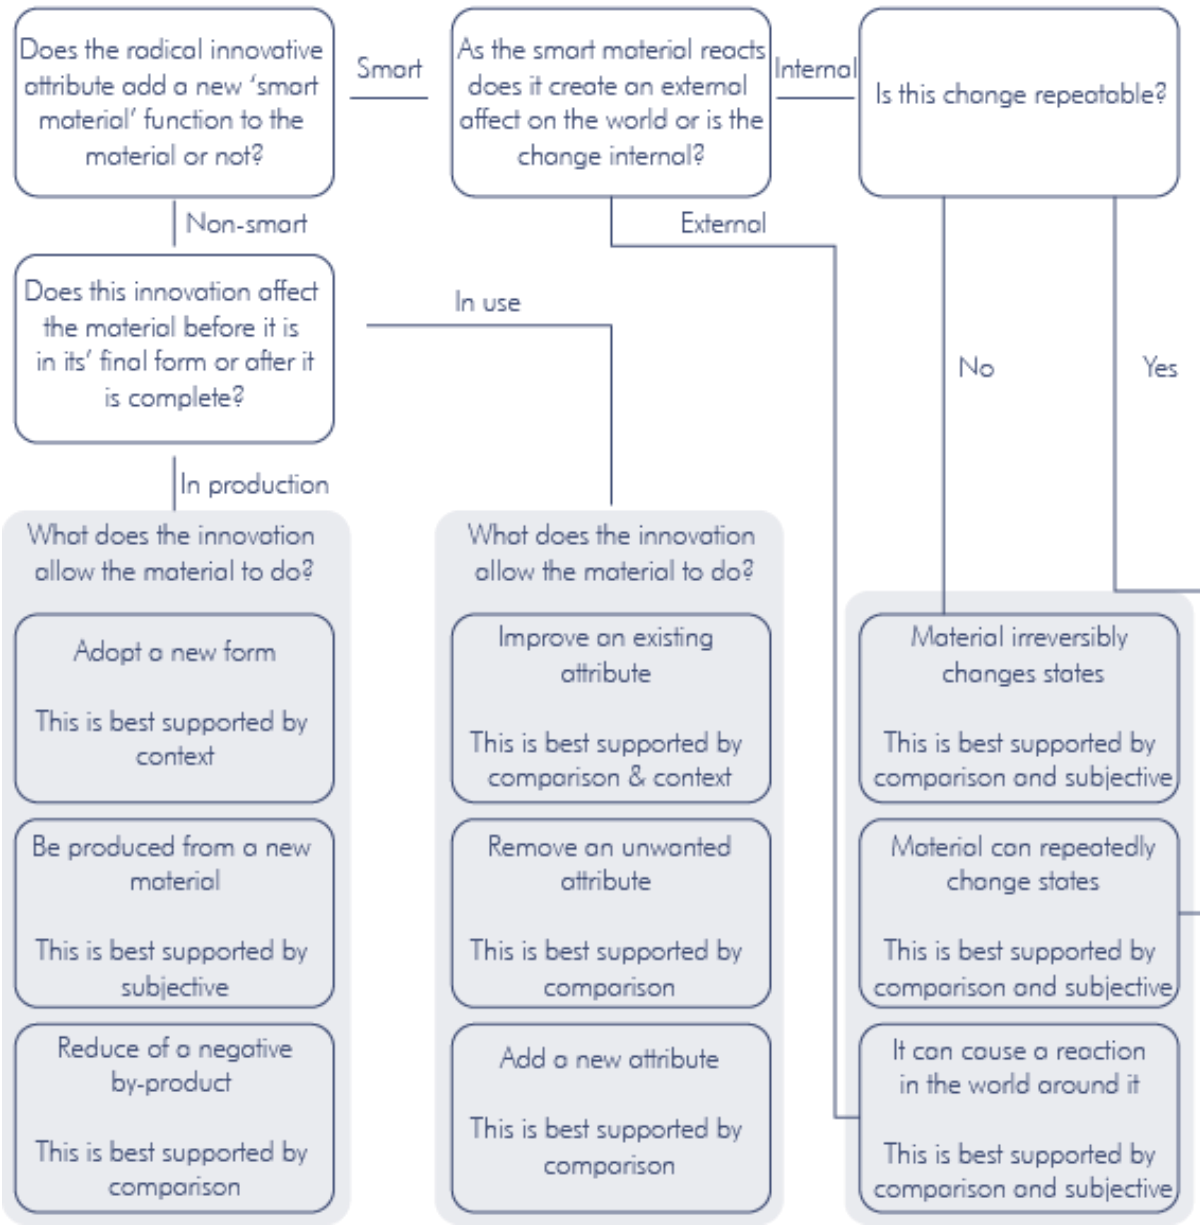 Does the radical innovative
attribute add a new ‘smart
material’ function to the
material or not?
Smart
As the smart material reacts
does it create an external
affect on the world or is the
change internal?
Internal
Is this change repeatable?
Non-smart
External
Does this innovation affect
the material before it is
in its’ final form or after it
is complete?
In use
No
Yes
In production
What does the innovation
allow the material to do?
Adopt a new form
This is best supported by
context
Be produced from a new
material
This is best supported by
subjective
Reduce of a negative
by-product
This is best supported by
comparison
What does the innovation
allow the material to do?
Improve an existing
attribute
This is best supported by
comparison & context
Remove an unwanted
attribute
This is best supported by
comparison
Add a new attribute
This is best supported by
comparison
Material irreversibly
changes states
This is best supported by
comparison and subjective
Material can repeatedly
change states
This is best supported by
comparison and subjective
It can cause a reaction
in the world around it
This is best supported by
comparison and subjective